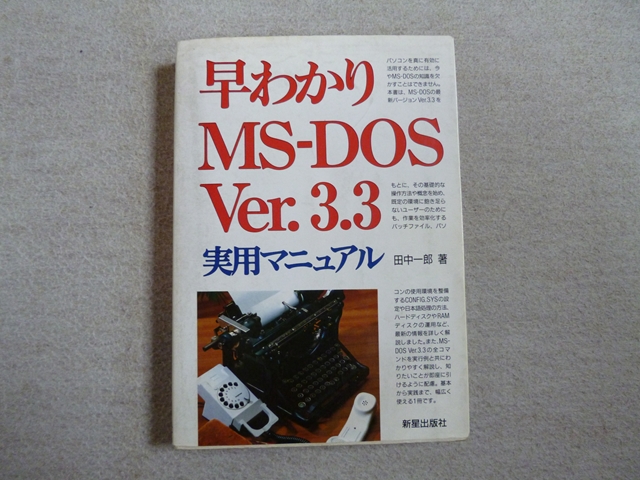 早わかり
MS-DOS
Ver. 3.3
実用マニュアル
田中一郎 著
パソコンを真に有効に
活用するためには、今
やMS-DOSの知識を欠
かすことはできません。
本書は、MS-DOSの最
新バージョンVer.3.3を
もとに、その基礎的な
操作方法や概念を始め、
既定の環境に飽き足ら
ないユーザーのためにも
も、作業を効率化する
バッチファイル、パソ
コンの使用環境を整備
するCONFIG.SYSの設
定や日本語処理の方法、
ハードディスクやRAM
ディスクの運用など、
最新の情報を詳しく解
説しました。また、MS-
DOS Ver.3.3の全コマ
ンドを実行例と共にわ
かりやすく解説し、知
りたいことが即座に引
けるように配慮。基本
から実践まで、幅広く
使える1冊です。
新星出版社